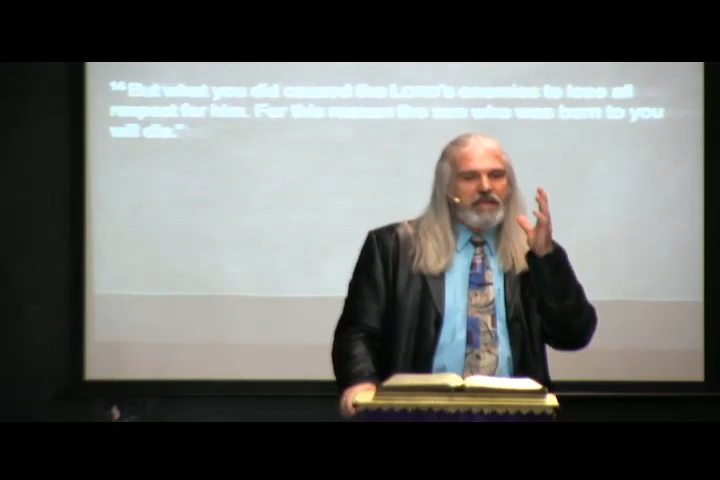 14 But what you did caused the LORD's enemies to lose all
respect for him. For this reason the son who was born to you
will die."